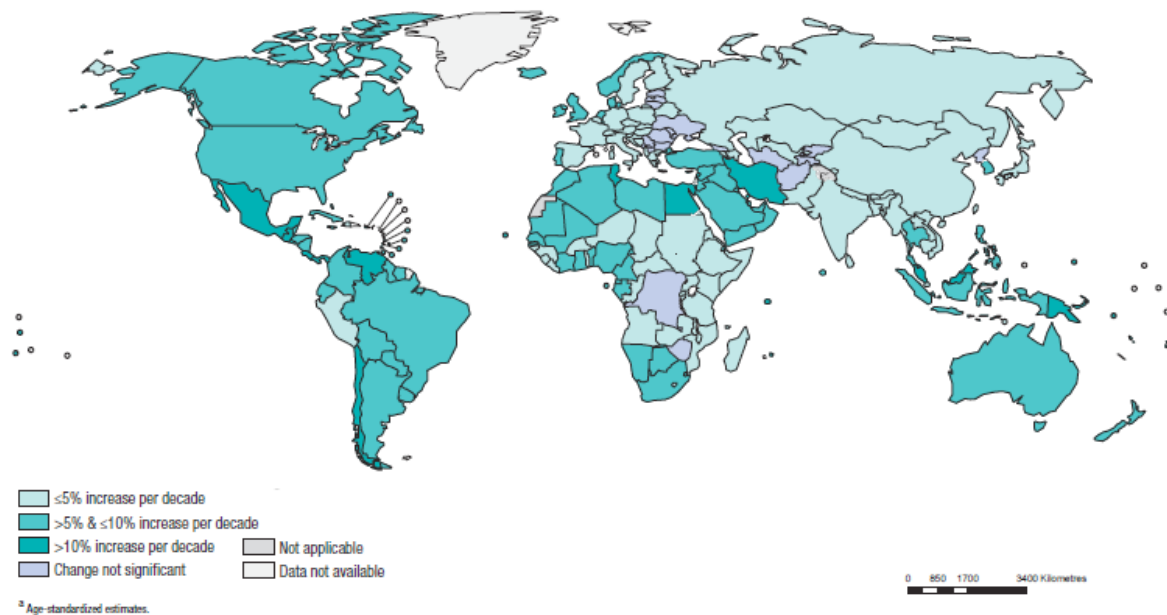 ≤5% increase per decade
>5% & ≤10% increase per decade
>10% increase per decade
Change not significant
Not applicable
Data not available
0 850 1700 3400 Kilometres
a Age-standardized estimates.